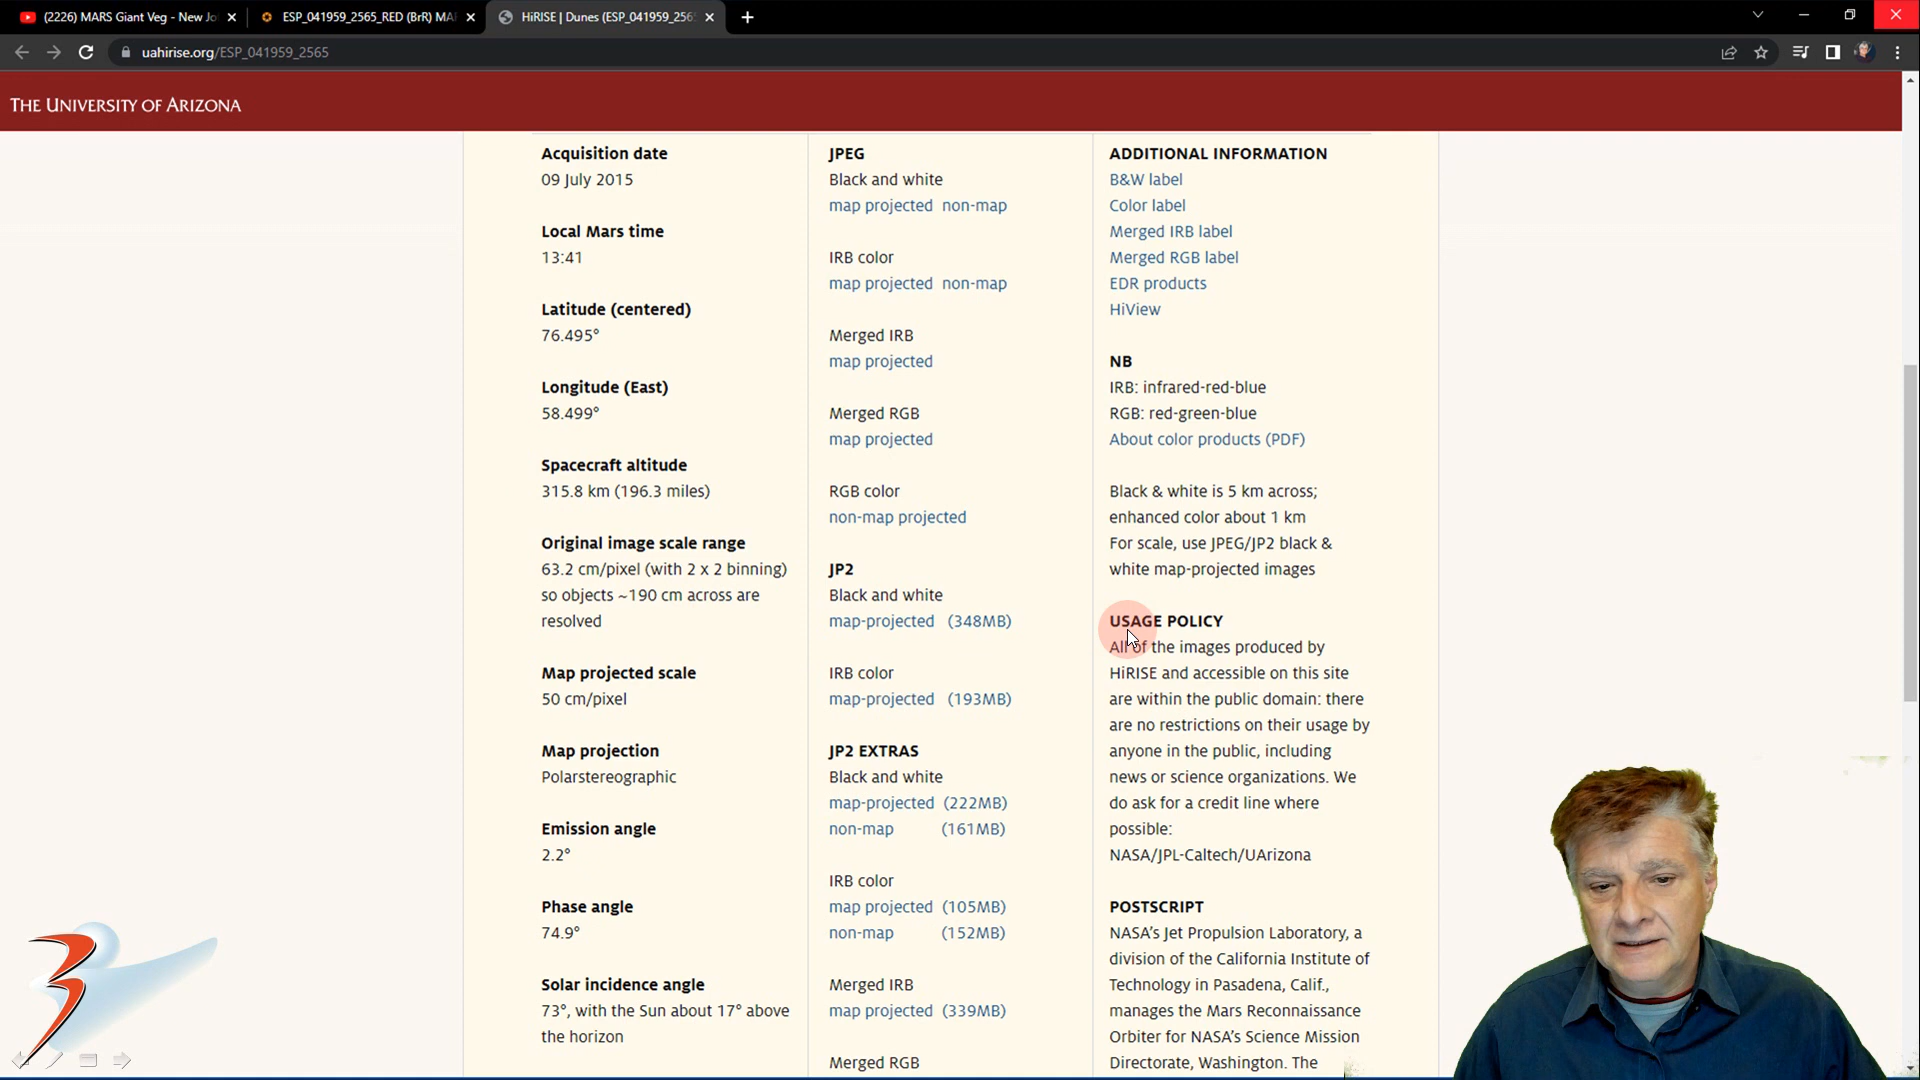 (2226) MARS Giant Veg - New Jo
ESP_041959_2565_RED (BrR) MA
HiRISE | Dunes (ESP_041959_256
uahirise.org/ESP_041959_2565
THE UNIVERSITY OF ARIZONA
Acquisition date
09 July 2015
Local Mars time
13:41
Latitude (centered)
76.495°
Longitude (East)
58.499°
Spacecraft altitude
315.8 km (196.3 miles)
Original image scale range
63.2 cm/pixel (with 2 x 2 binning)
so objects ~190 cm across are
resolved
Map projected scale
50 cm/pixel
Map projection
Polarstereographic
Emission angle
2.2°
Phase angle
74.9°
Solar incidence angle
73°, with the Sun about 17° above
the horizon
JPEG
Black and white
map projected non-map
IRB color
map projected non-map
Merged IRB
map projected
Merged RGB
map projected
RGB color
non-map projected
JP2
Black and white
map-projected (348MB)
IRB color
map-projected (193MB)
JP2 EXTRAS
Black and white
map-projected (222MB)
non-map (161MB)
IRB color
map projected (105MB)
non-map (152MB)
Merged IRB
map projected (339MB)
Merged RGB
ADDITIONAL INFORMATION
B&W label
Color label
Merged IRB label
Merged RGB label
EDR products
HiView
NB
IRB: infrared-red-blue
RGB: red-green-blue
About color products (PDF)
Black & white is 5 km across;
enhanced color about 1 km
For scale, use JPEG/JP2 black &
white map-projected images
USAGE POLICY
All of the images produced by
HiRISE and accessible on this site
are within the public domain: there
are no restrictions on their usage by
anyone in the public, including
news or science organizations. We
do ask for a credit line where
possible:
NASA/JPL-Caltech/UArizona
POSTSCRIPT
NASA's Jet Propulsion Laboratory, a
division of the California Institute of
Technology in Pasadena, Calif.,
manages the Mars Reconnaissance
Orbiter for NASA's Science Mission
Directorate, Washington. The